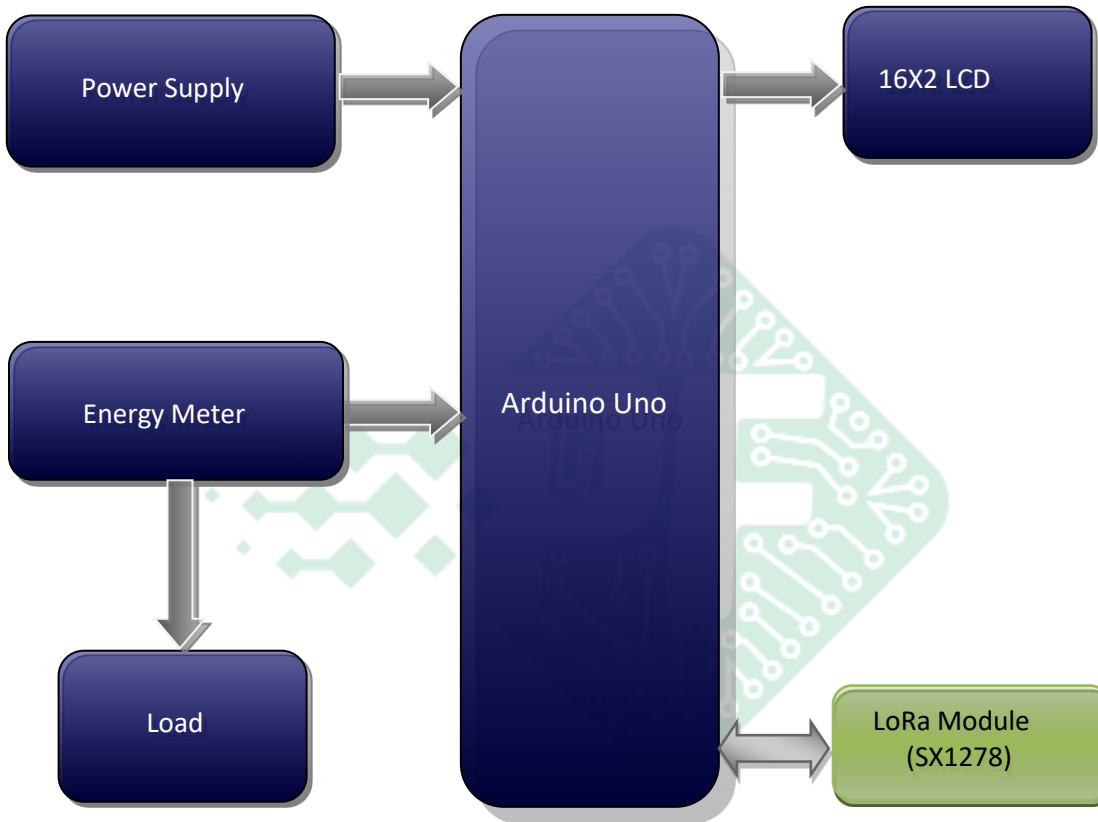 Power Supply
16X2 LCD
Energy Meter
Arduino Uno
Arduino Uno
Load
LoRa Module
(SX1278)